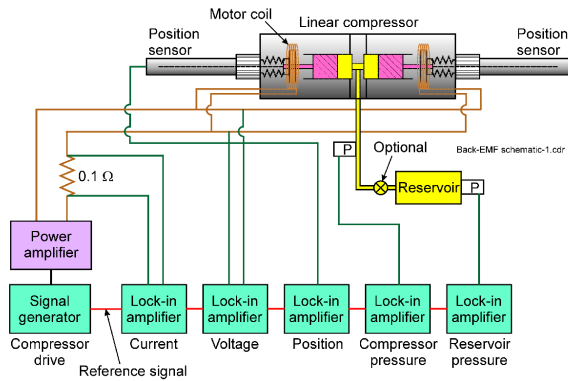 Motor coil
Linear compressor
Position
sensor
Position
sensor
Back-EMF schematic-1.cdr
P
Optional
0.1 Ω
Reservoir
P
Power
amplifier
Signal
generator
Lock-in
amplifier
Lock-in
amplifier
Lock-in
amplifier
Lock-in
amplifier
Lock-in
amplifier
Compressor
drive
Current
Voltage
Position
Compressor
pressure
Reservoir
pressure
Reference signal